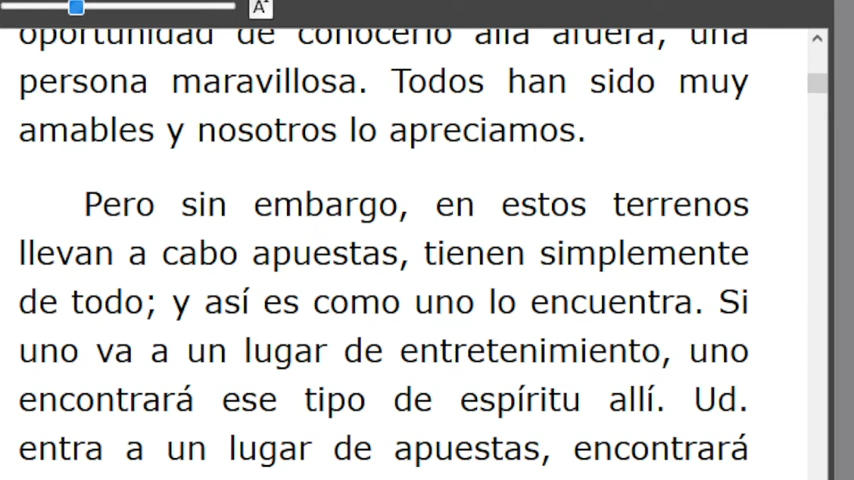 A
oportunidad de conocerlo allá afuera, una
persona maravillosa. Todos han sido muy
amables y nosotros lo apreciamos.
Pero sin embargo, en estos terrenos
llevan a cabo apuestas, tienen simplemente
de todo; y así es como uno lo encuentra. Si
uno va a un lugar de entretenimiento, uno
encontrará ese tipo de espíritu allí. Ud.
entra a un lugar de apuestas, encontrará